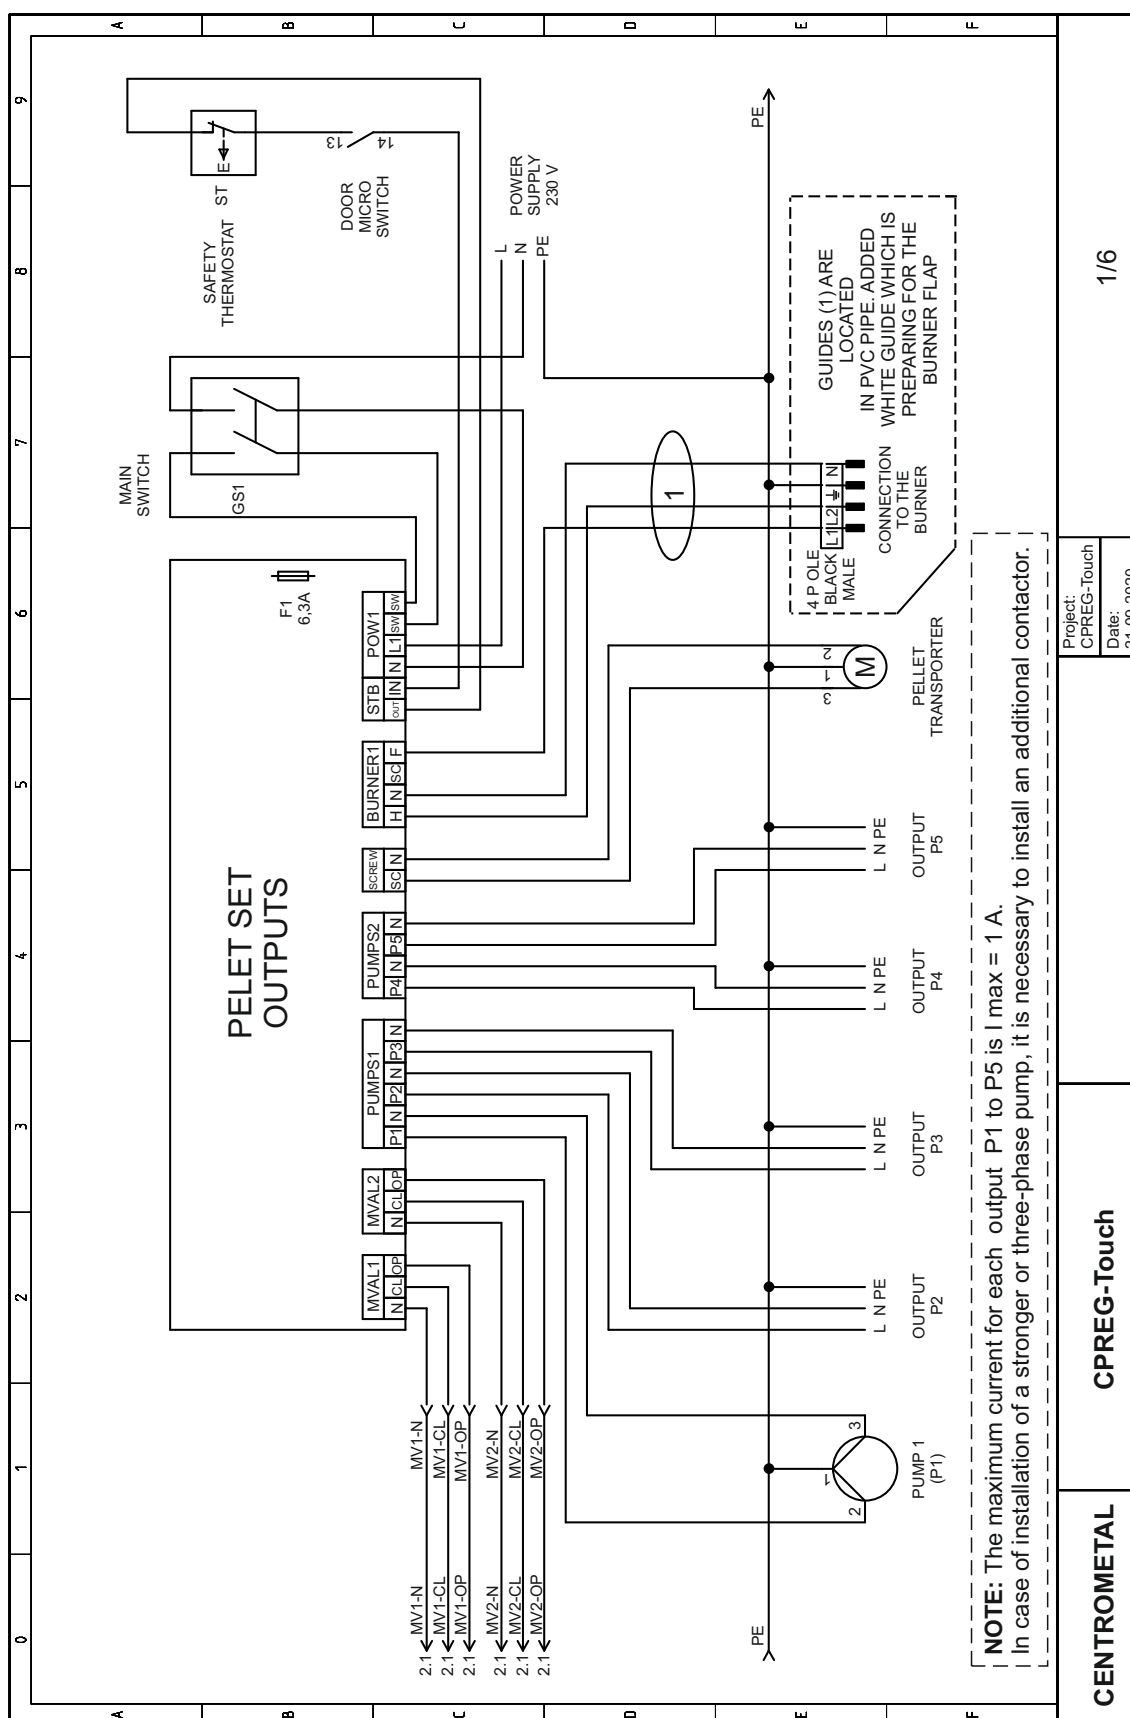 0 1 2 3 4 5 6 7 8 9
A
B
C
D
E
F
A
B
C
D
E
F
PELET SET
OUTPUTS
F1
6,3A
MAIN
SWITCH
GS1
SAFETY
THERMOSTAT ST
E
DOOR
MICRO
SWITCH
13
14
MVAL1
N CL OP
MVAL2
N CL OP
PUMPS1
P1 N P2 N P3 N
PUMPS2
P4 N P5 N
SCREW
SC N
BURNER1
H N SC F
STB
OUT IN
POW1
N L1 SW SW
POWER
SUPPLY
230 V
L
N
PE
2.1 MV1-N MV1-N
2.1 MV1-CL MV1-CL
2.1 MV1-OP MV1-OP
2.1 MV2-N MV2-N
2.1 MV2-CL MV2-CL
2.1 MV2-OP MV2-OP
1
PE
PE
2
1
3
PUMP 1
(P1)
L N PE
OUTPUT
P2
L N PE
OUTPUT
P3
L N PE
OUTPUT
P4
L N PE
OUTPUT
P5
3
1
2
M
PELLET
TRANSPORTER
4 P OLE
BLACK
MALE
L1 L2 N
CONNECTION
TO THE
BURNER
GUIDES (1) ARE
LOCATED
IN PVC PIPE. ADDED
WHITE GUIDE WHICH IS
PREPARING FOR THE
BURNER FLAP
NOTE: The maximum current for each output P1 to P5 is I max = 1 A.
In case of installation of a stronger or three-phase pump, it is necessary to install an additional contactor.
CENTROMETAL
CPREG-Touch
Project:
CPREG-Touch
Date:
1/6